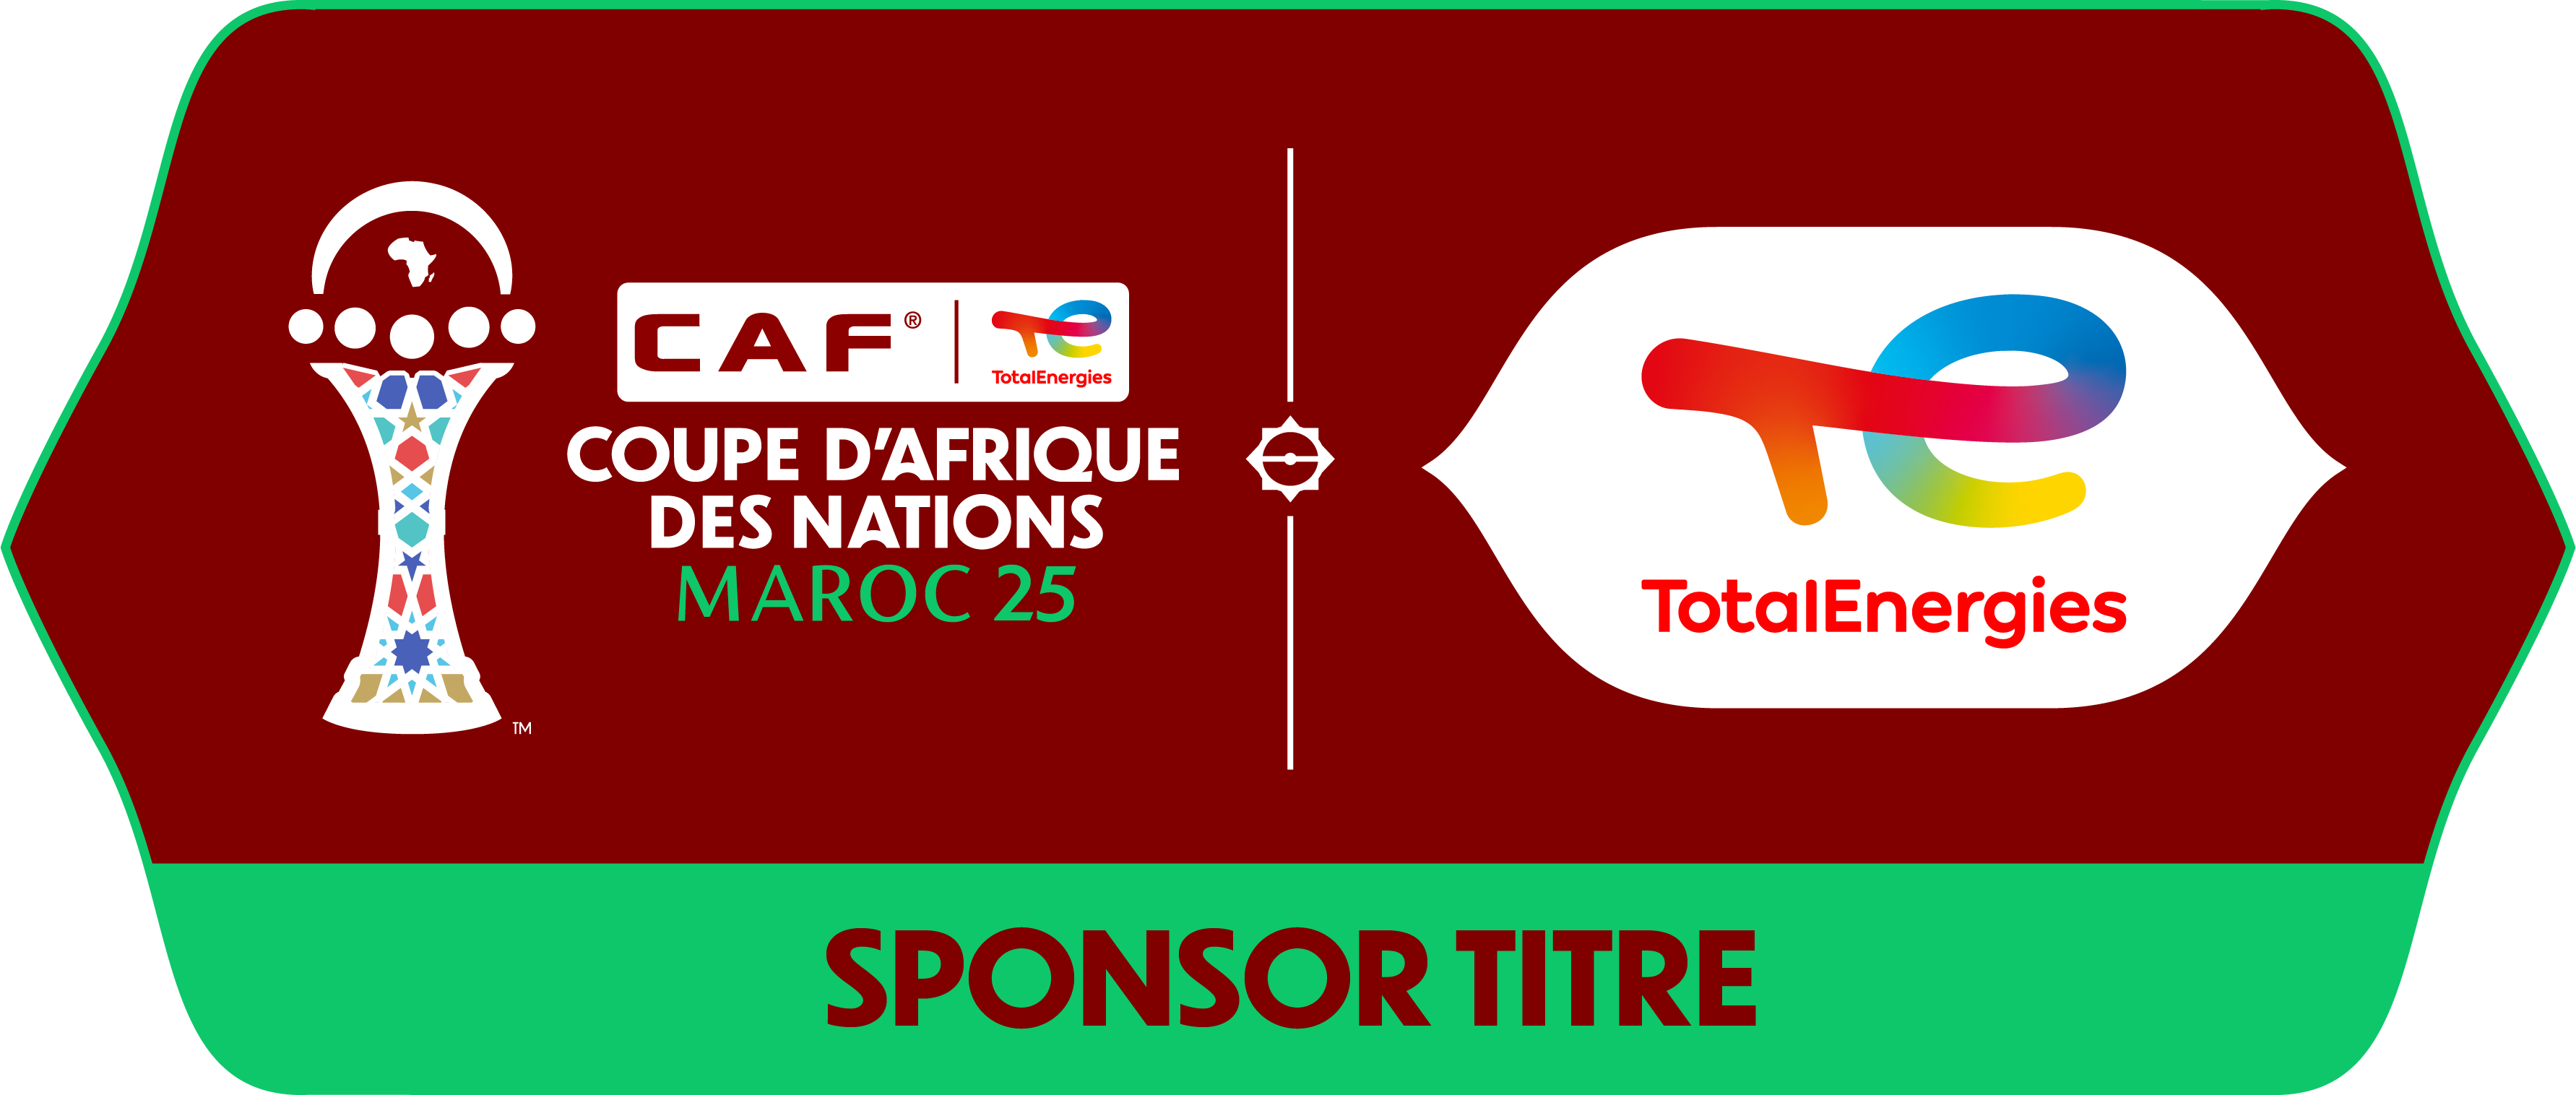 CAF®
TotalEnergies
COUPE D'AFRIQUE
DES NATIONS
MAROC 25
TM
TotalEnergies
SPONSOR TITRE